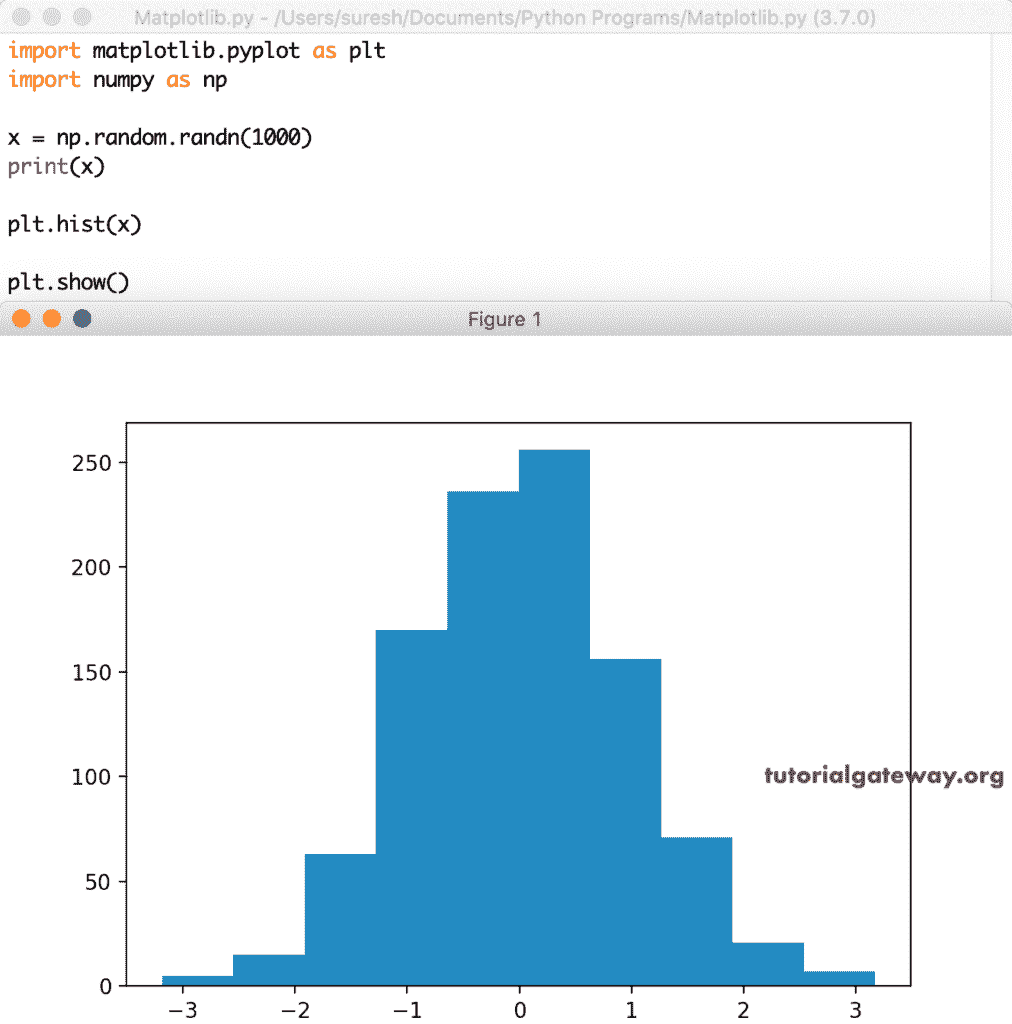 Matplotlib.py - /Users/suresh/Documents/Python Programs/Matplotlib.py (3.7.0)
import matplotlib.pyplot as plt
import numpy as np
x = np.random.randn(1000)
print(x)
plt.hist(x)
plt.show()
Figure 1
250
200
150
100
tutorialgateway.org
50
0
−3 −2 −1 0 1 2 3